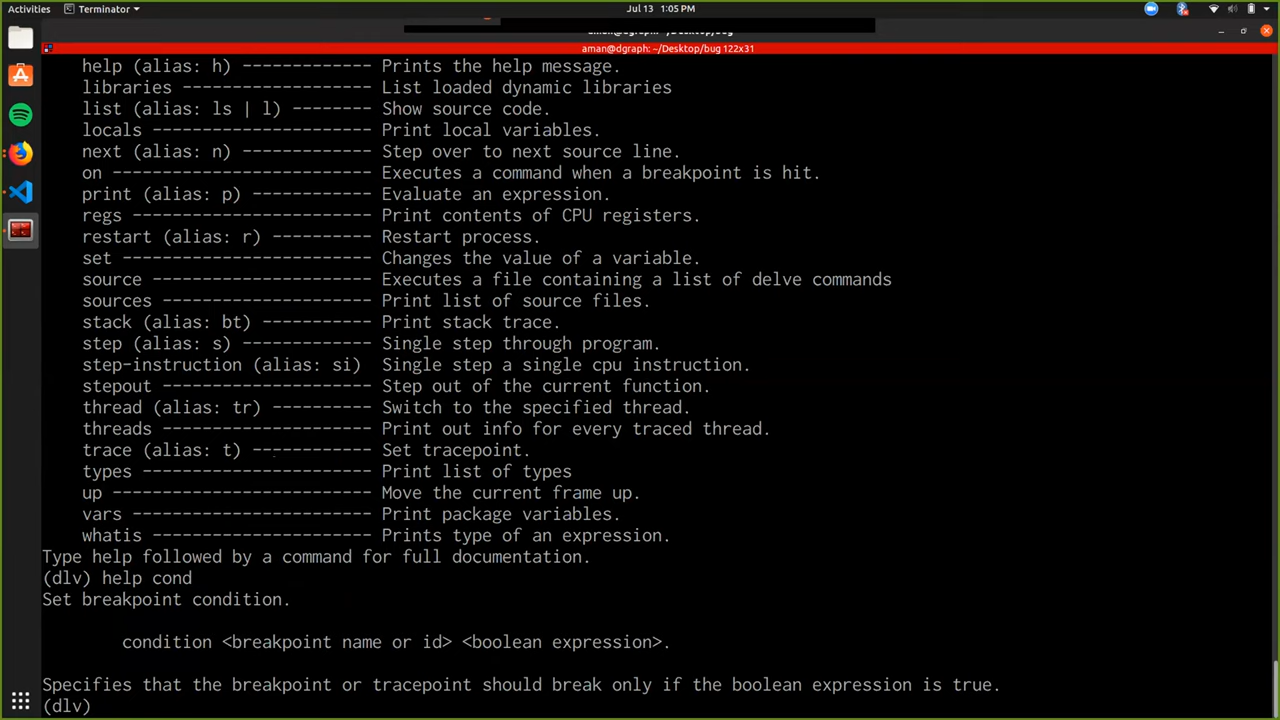 Activities Terminator Jul 13 1:05 PM
aman@dgraph: ~/Desktop/bug
aman@dgraph: ~/Desktop/bug 122x31
help (alias: h) ------------- Prints the help message.
libraries ------------------- List loaded dynamic libraries
list (alias: ls | l) -------- Show source code.
locals ---------------------- Print local variables.
next (alias: n) ------------- Step over to next source line.
on -------------------------- Executes a command when a breakpoint is hit.
print (alias: p) ------------ Evaluate an expression.
regs ------------------------ Print contents of CPU registers.
restart (alias: r) ---------- Restart process.
set ------------------------- Changes the value of a variable.
source ---------------------- Executes a file containing a list of delve commands
sources --------------------- Print list of source files.
stack (alias: bt) ----------- Print stack trace.
step (alias: s) ------------- Single step through program.
step-instruction (alias: si)  Single step a single cpu instruction.
stepout --------------------- Step out of the current function.
thread (alias: tr) ---------- Switch to the specified thread.
threads --------------------- Print out info for every traced thread.
trace (alias: t) ------------ Set tracepoint.
types ----------------------- Print list of types
up -------------------------- Move the current frame up.
vars ------------------------ Print package variables.
whatis ---------------------- Prints type of an expression.
Type help followed by a command for full documentation.
(dlv) help cond
Set breakpoint condition.
condition <breakpoint name or id> <boolean expression>.
Specifies that the breakpoint or tracepoint should break only if the boolean expression is true.
(dlv)